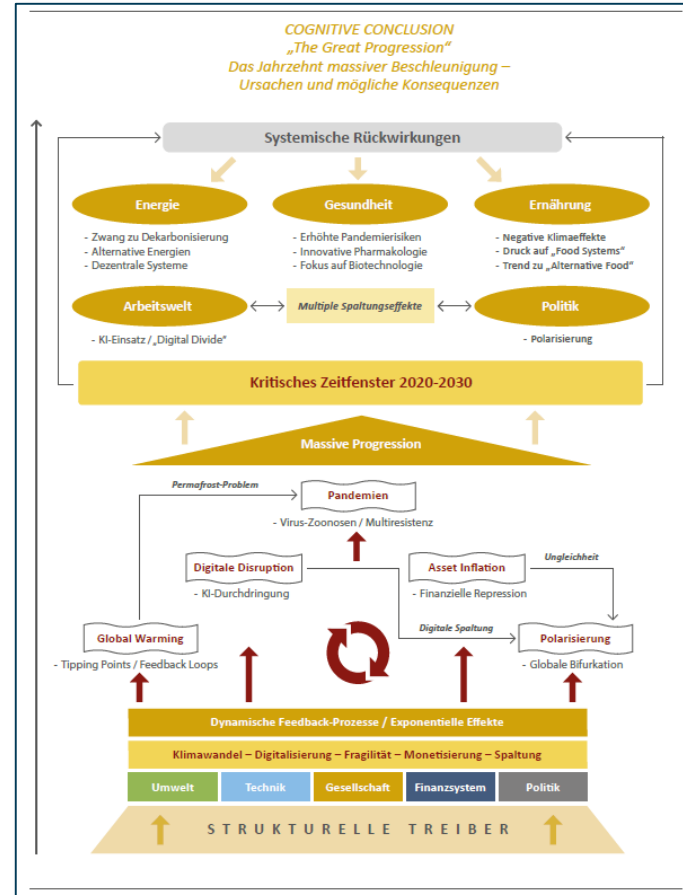 COGNITIVE CONCLUSION
„The Great Progression“
Das Jahrzehnt massiver Beschleunigung –
Ursachen und mögliche Konsequenzen
Systemische Rückwirkungen
Energie
- Zwang zu Dekarbonisierung
- Alternative Energien
- Dezentrale Systeme
Gesundheit
- Erhöhte Pandemierisiken
- Innovative Pharmakologie
- Fokus auf Biotechnologie
Ernährung
- Negative Klimaeffekte
- Druck auf „Food Systems“
- Trend zu „Alternative Food“
Arbeitswelt
- KI-Einsatz / „Digital Divide“
Multiple Spaltungseffekte
Politik
- Polarisierung
Kritisches Zeitfenster 2020-2030
Massive Progression
Permafrost-Problem
Pandemien
- Virus-Zoonosen / Multiresistenz
Digitale Disruption
- KI-Durchdringung
Asset Inflation
- Finanzielle Repression
Ungleichheit
Global Warming
- Tipping Points / Feedback Loops
Digitale Spaltung
Polarisierung
- Globale Bifurkation
Dynamische Feedback-Prozesse / Exponentielle Effekte
Klimawandel – Digitalisierung – Fragilität – Monetisierung – Spaltung
Umwelt
Technik
Gesellschaft
Finanzsystem
Politik
STRUKTURELLE TREIBER